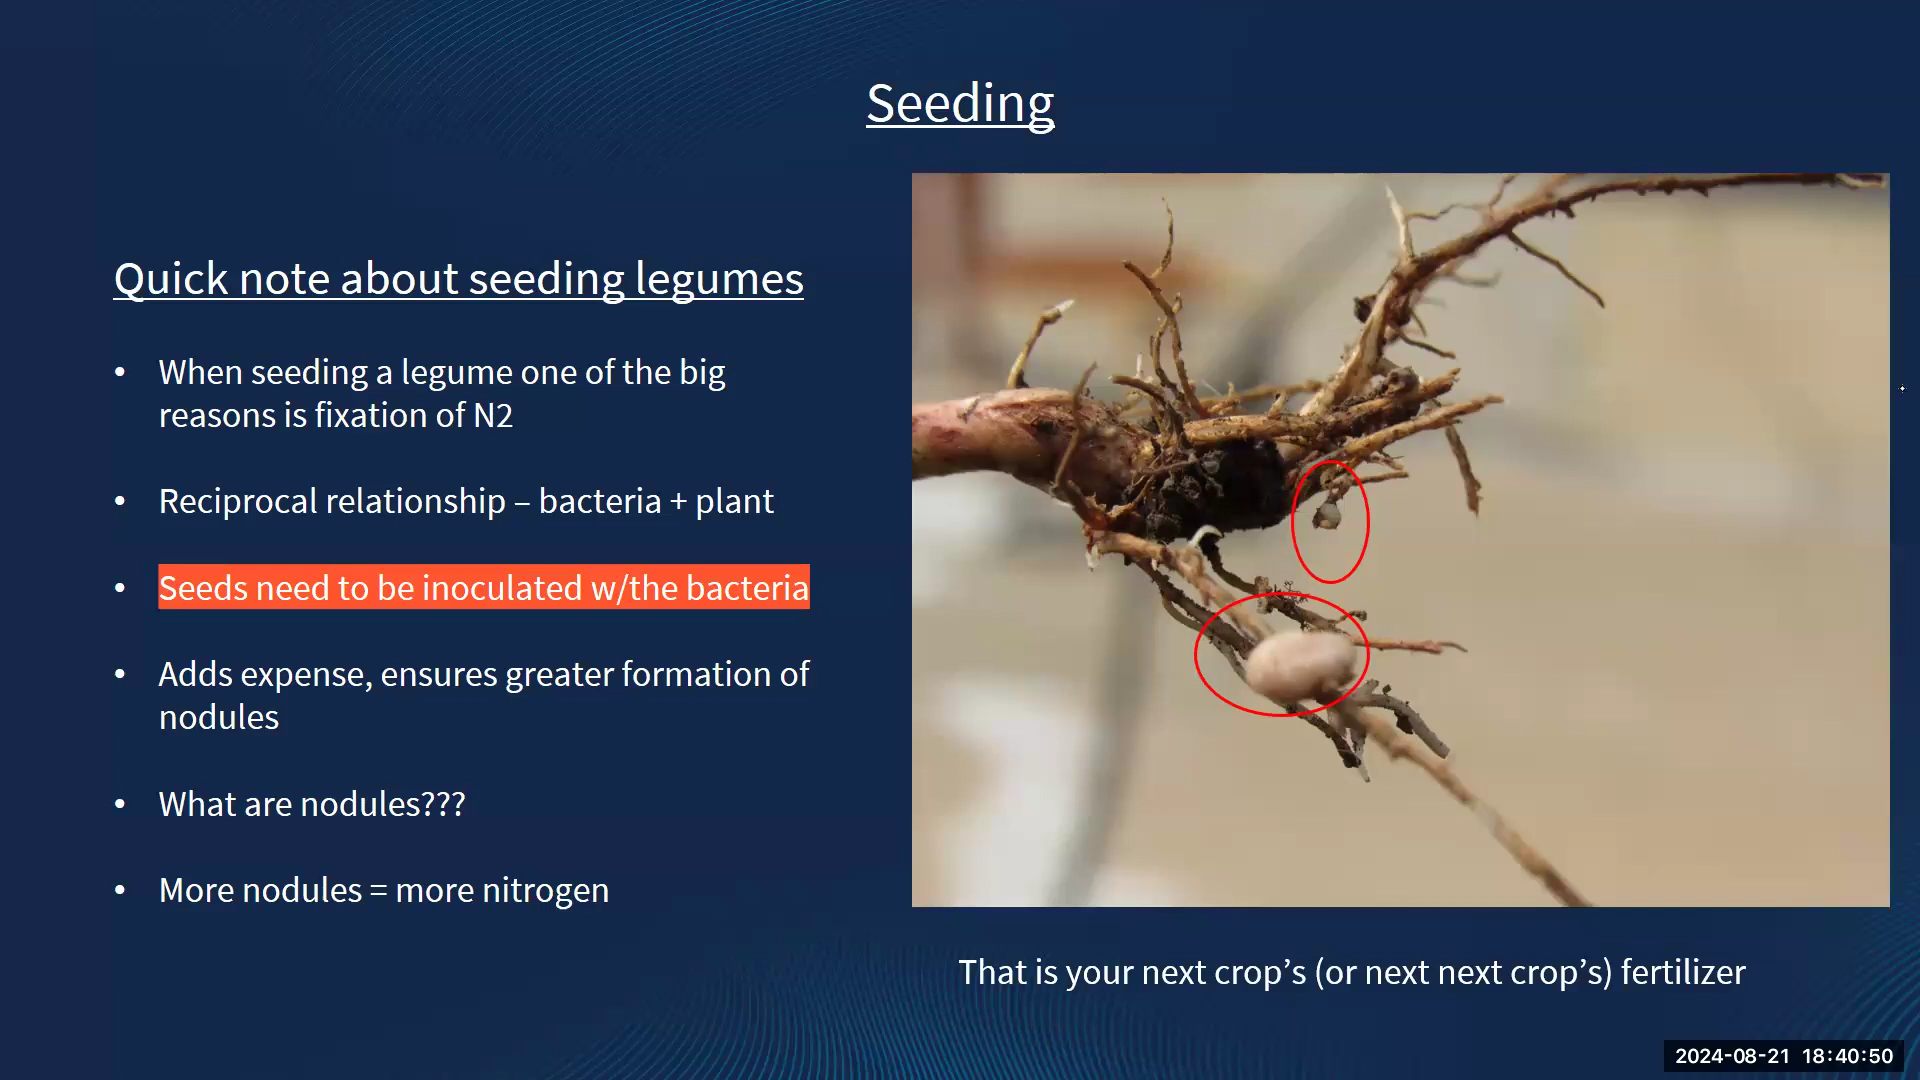 Seeding
Quick note about seeding legumes
• When seeding a legume one of the big
reasons is fixation of N2
• Reciprocal relationship – bacteria + plant
• Seeds need to be inoculated w/the bacteria
• Adds expense, ensures greater formation of
nodules
• What are nodules???
• More nodules = more nitrogen
That is your next crop’s (or next next crop’s) fertilizer
2024-08-21 18:40:50